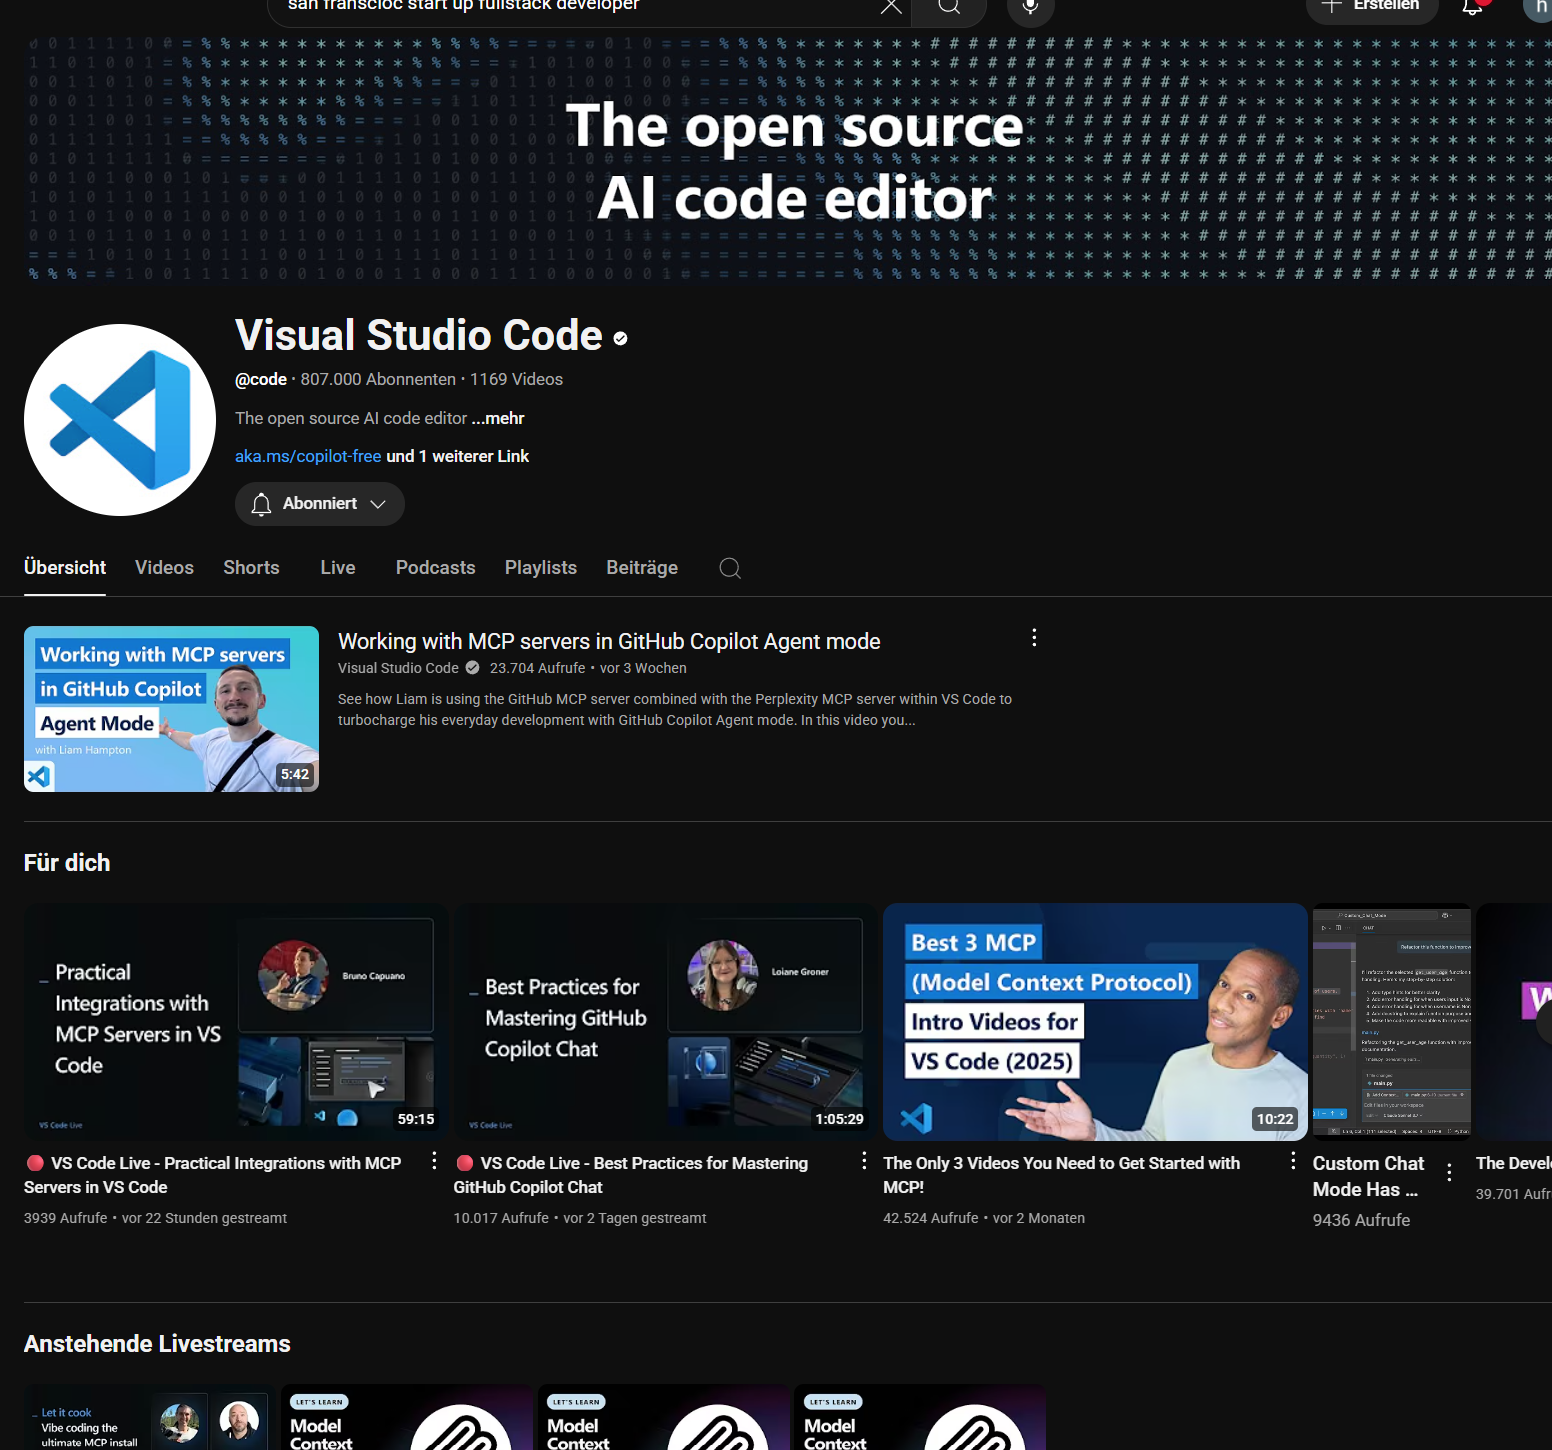 san franscioc start up fullstack developer
Erstellen
h
The open source
AI code editor
Visual Studio Code
@code · 807.000 Abonnenten · 1169 Videos
The open source AI code editor ...mehr
aka.ms/copilot-free und 1 weiterer Link
Abonniert
Übersicht Videos Shorts Live Podcasts Playlists Beiträge
Working with MCP servers
in GitHub Copilot
Agent Mode
with Liam Hampton
5:42
Working with MCP servers in GitHub Copilot Agent mode
Visual Studio Code 23.704 Aufrufe • vor 3 Wochen
See how Liam is using the GitHub MCP server combined with the Perplexity MCP server within VS Code to
turbocharge his everyday development with GitHub Copilot Agent mode. In this video you...
Für dich
_ Practical
Integrations with
MCP Servers in VS
Code
Bruno Capuano
VS Code Live
59:15
VS Code Live - Practical Integrations with MCP
Servers in VS Code
3939 Aufrufe • vor 22 Stunden gestreamt
_ Best Practices for
Mastering GitHub
Copilot Chat
Loiane Groner
VS Code Live
1:05:29
VS Code Live - Best Practices for Mastering
GitHub Copilot Chat
10.017 Aufrufe • vor 2 Tagen gestreamt
Best 3 MCP
(Model Context Protocol)
Intro Videos for
VS Code (2025)
10:22
The Only 3 Videos You Need to Get Started with
MCP!
42.524 Aufrufe • vor 2 Monaten
Custom_Chat_Mode
CHAT
Refactor this function to improv
main.py
Custom Chat
Mode Has ...
9436 Aufrufe
W
The Devel
39.701 Aufr
Anstehende Livestreams
_ Let it cook
Vibe coding the
ultimate MCP install
LET'S LEARN
Model
Context
LET'S LEARN
Model
Context
LET'S LEARN
Model
Context